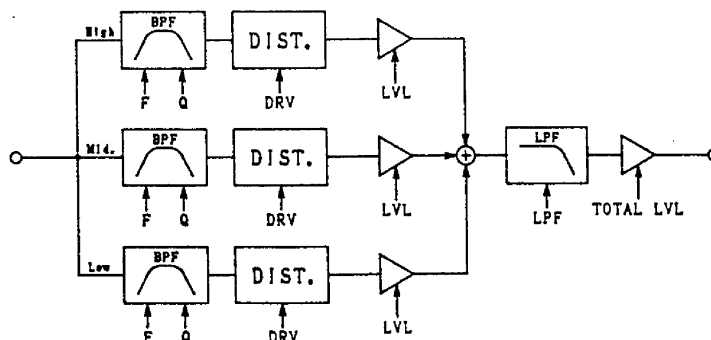 High
BPF
DIST.
F
Q
DRV
LVL
Mid.
BPF
DIST.
LPF
F
Q
DRV
LVL
LPF
TOTAL LVL
Low
BPF
DIST.
F
Q
DRV
LVL